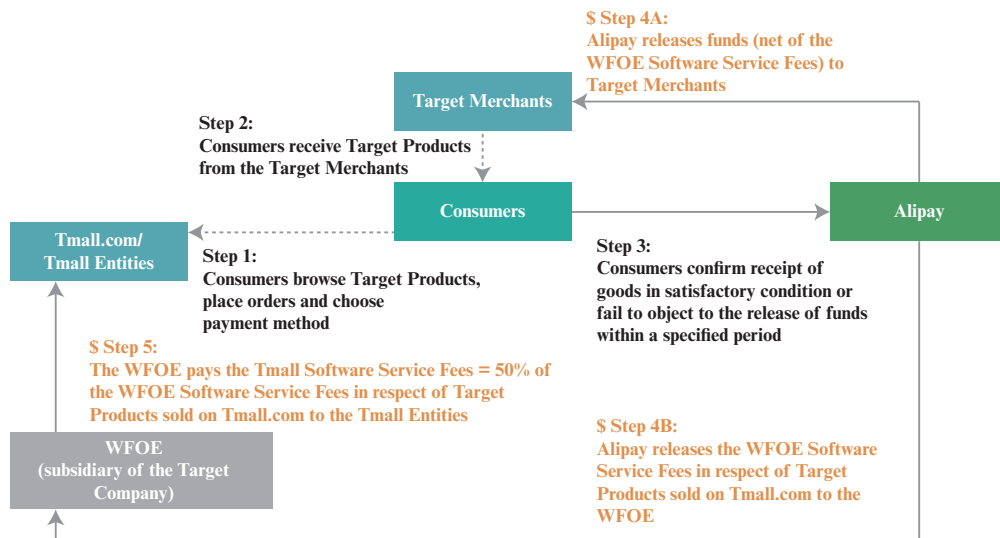 $ Step 4A:
Alipay releases funds (net of the
WFOE Software Service Fees) to
Target Merchants
Target Merchants
Step 2:
Consumers receive Target Products
from the Target Merchants
Consumers
Alipay
Tmall.com/
Tmall Entities
Step 1:
Consumers browse Target Products,
place orders and choose
payment method
Step 3:
Consumers confirm receipt of
goods in satisfactory condition or
fail to object to the release of funds
within a specified period
$ Step 5:
The WFOE pays the Tmall Software Service Fees = 50% of
the WFOE Software Service Fees in respect of Target
Products sold on Tmall.com to the Tmall Entities
WFOE
(subsidiary of the Target
Company)
$ Step 4B:
Alipay releases the WFOE Software
Service Fees in respect of Target
Products sold on Tmall.com to the
WFOE